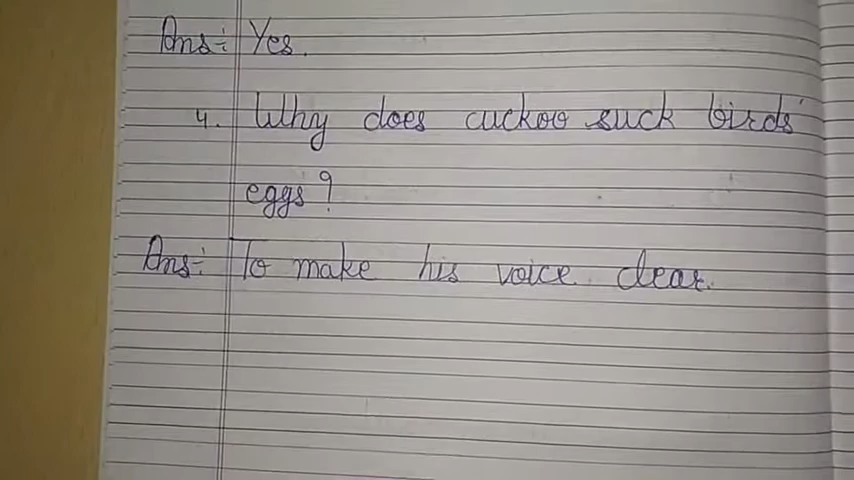 Ans:- Yes.
4. Why does cuckoo suck birds'
eggs?
Ans:- To make his voice clear.